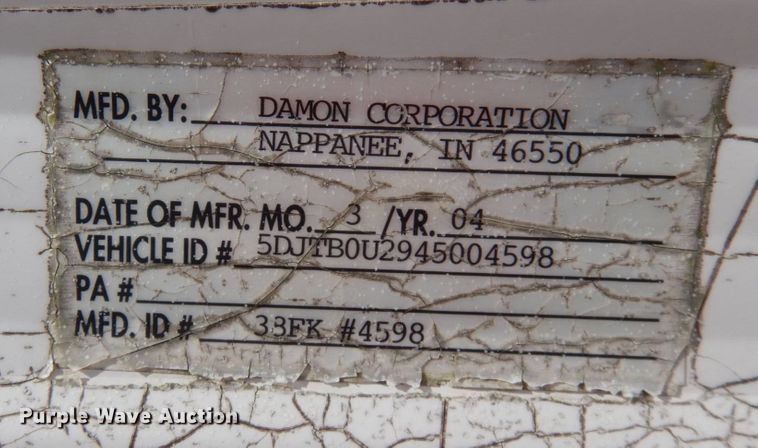 MFD. BY: DAMON CORPORATION
NAPPANEE, IN 46550
DATE OF MFR. MO. 3 /YR. 04
VEHICLE ID # 5DJTB0U2945004598
PA #
MFD. ID # 33FK #4598
Purple Wave Auction